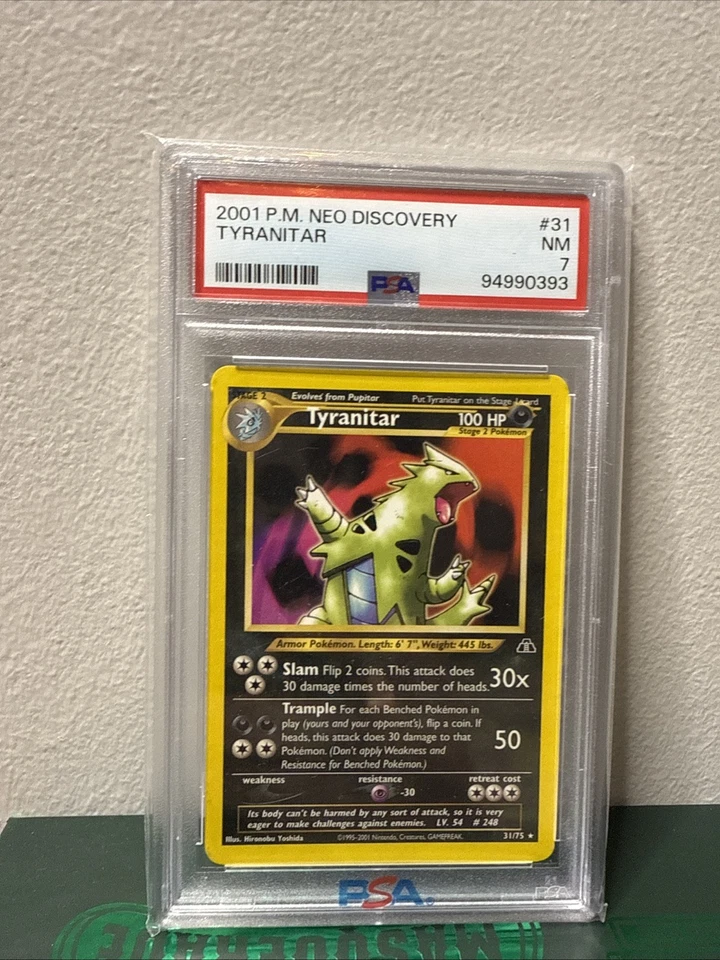 2001 P.M. NEO DISCOVERY #31
TYRANITAR NM
7
PSA 94990393
STAGE 2 Evolves from Pupitar Put Tyranitar on the Stage 1 card
Tyranitar 100 HP
Stage 2 Pokémon
Armor Pokémon. Length: 6' 7", Weight: 445 lbs.
Slam Flip 2 coins. This attack does
30 damage times the number of heads. 30x
Trample For each Benched Pokémon in
play (yours and your opponent's), flip a coin. If
heads, this attack does 30 damage to that
Pokémon. (Don't apply Weakness and
Resistance for Benched Pokémon.) 50
weakness resistance retreat cost
-30
Its body can't be harmed by any sort of attack, so it is very
eager to make challenges against enemies. LV. 54 # 248
Illus. Hironobu Yoshida ©1995-2001 Nintendo, Creatures, GAMEFREAK. 31/75 ★
PSA
MASQUERADE